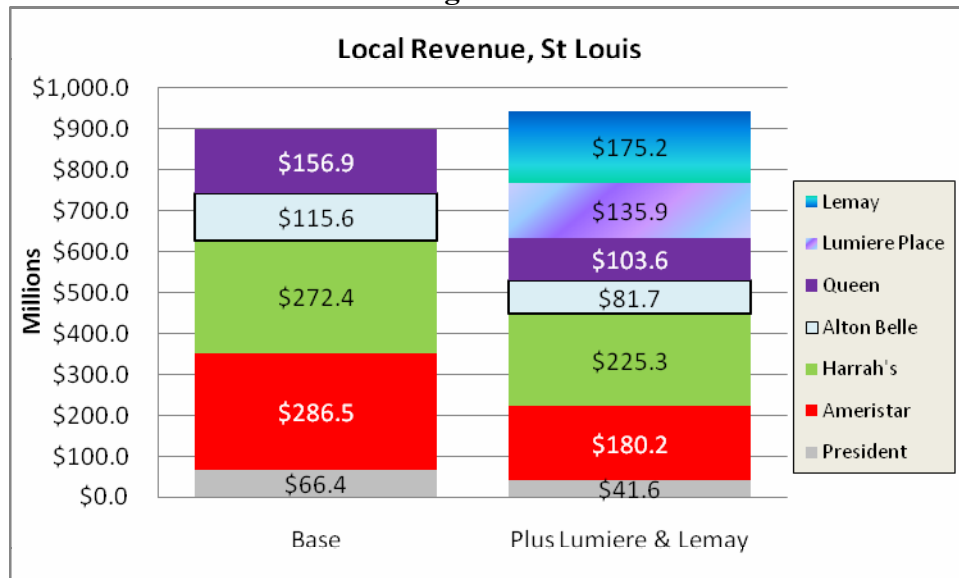 Local Revenue, St Louis
Millions
$1,000.0
$900.0
$800.0
$700.0
$600.0
$500.0
$400.0
$300.0
$200.0
$100.0
$0.0
$156.9
$115.6
$272.4
$286.5
$66.4
$175.2
$135.9
$103.6
$81.7
$225.3
$180.2
$41.6
Base
Plus Lumiere & Lemay
Lemay
Lumiere Place
Queen
Alton Belle
Harrah's
Ameristar
President